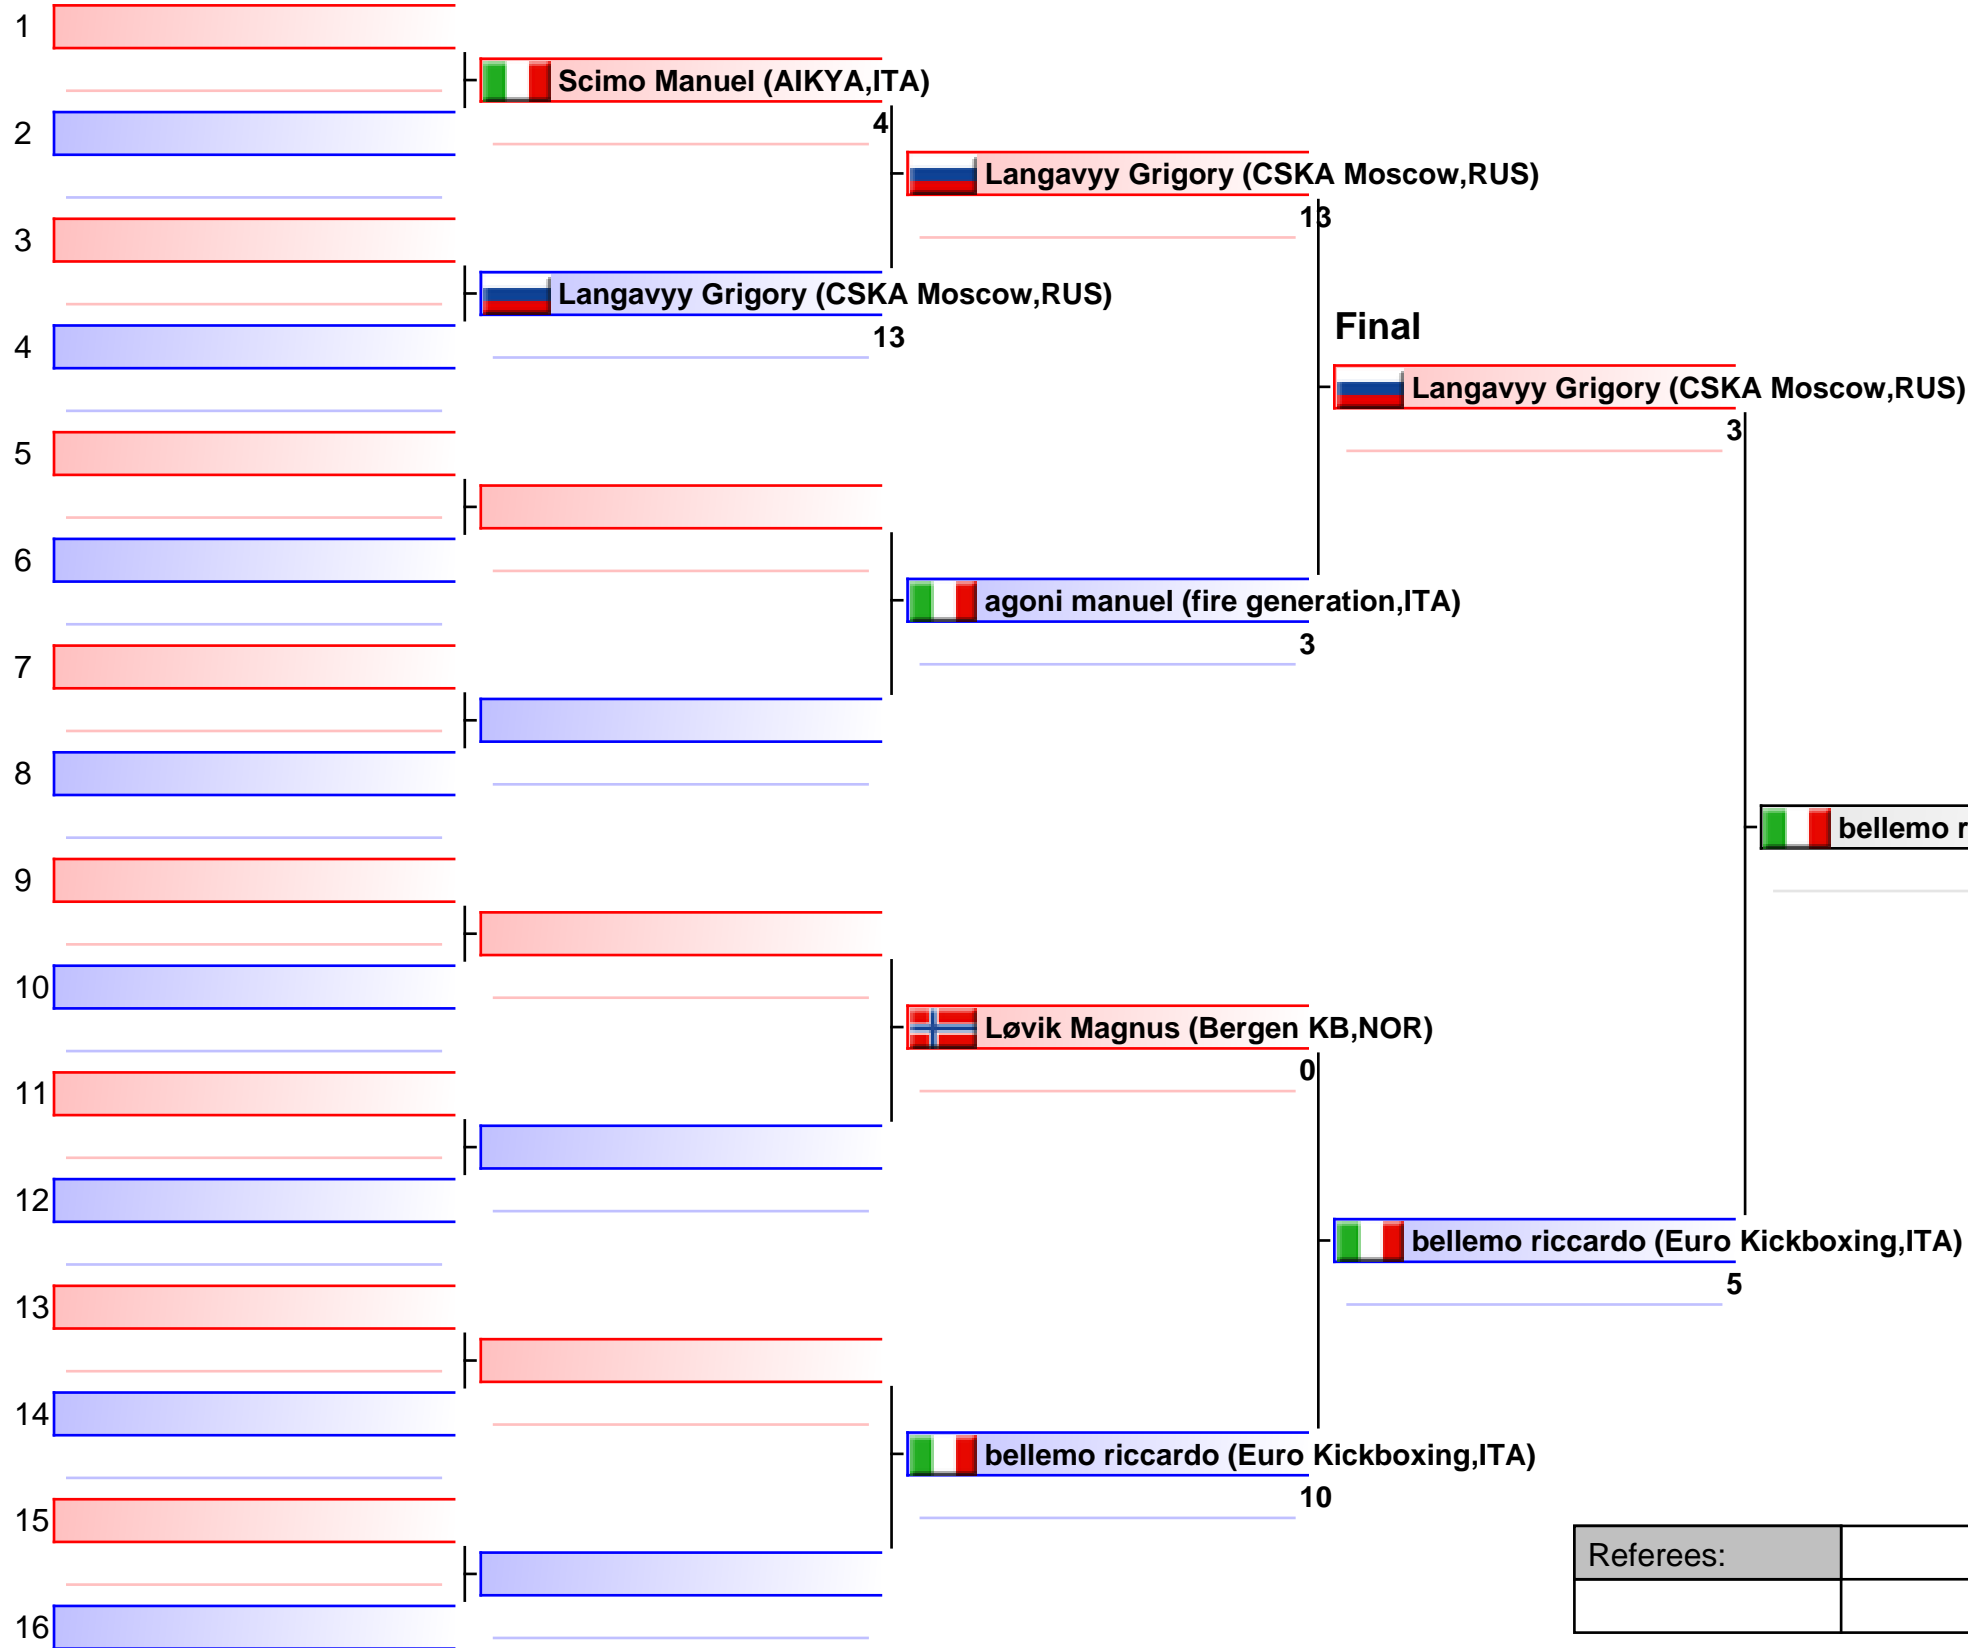 1
Scimo Manuel (AIKYA,ITA)
4
2
Langavyy Grigory (CSKA Moscow,RUS)
13
3
Langavyy Grigory (CSKA Moscow,RUS)
13
4
Final
Langavyy Grigory (CSKA Moscow,RUS)
3
5
6
agoni manuel (fire generation,ITA)
3
7
8
bellemo r
9
10
Løvik Magnus (Bergen KB,NOR)
0
11
12
bellemo riccardo (Euro Kickboxing,ITA)
5
13
14
bellemo riccardo (Euro Kickboxing,ITA)
10
15
Referees:
16